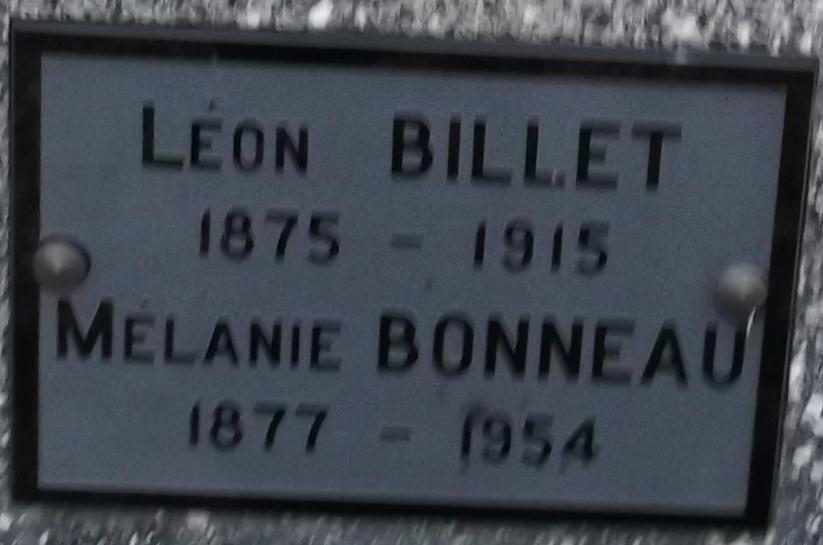 LÉON BILLET
1875 - 1915
MÉLANIE BONNEAU
1877 - 1954